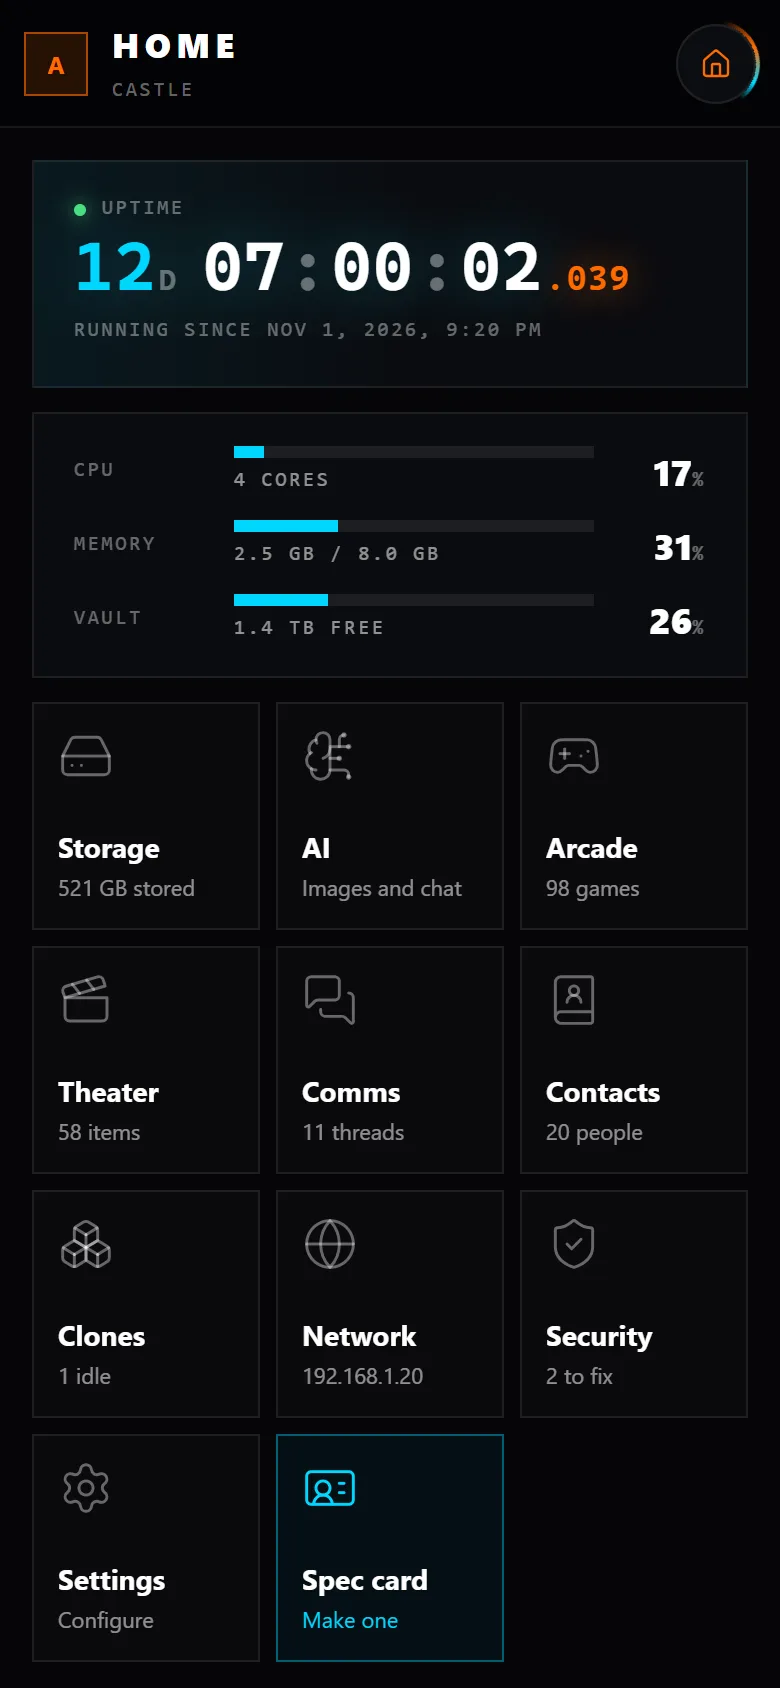 A
HOME
CASTLE
UPTIME
12D 07:00:02.039
RUNNING SINCE NOV 1, 2026, 9:20 PM
CPU
4 CORES
17%
MEMORY
2.5 GB / 8.0 GB
31%
VAULT
1.4 TB FREE
26%
Storage
521 GB stored
AI
Images and chat
Arcade
98 games
Theater
58 items
Comms
11 threads
Contacts
20 people
Clones
1 idle
Network
192.168.1.20
Security
2 to fix
Settings
Configure
Spec card
Make one